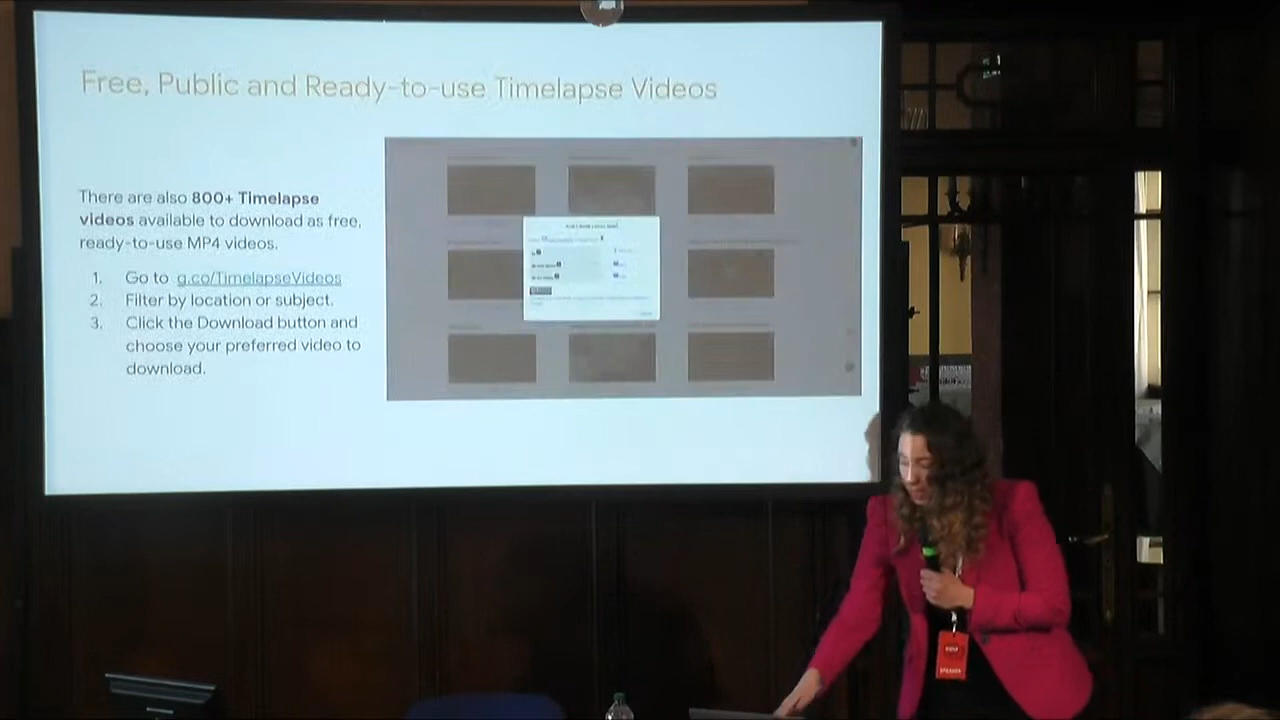 Free, Public and Ready-to-use Timelapse Videos
There are also 800+ Timelapse
videos available to download as free,
ready-to-use MP4 videos.
1. Go to g.co/TimelapseVideos
2. Filter by location or subject.
3. Click the Download button and
choose your preferred video to
download.
SPEAKER